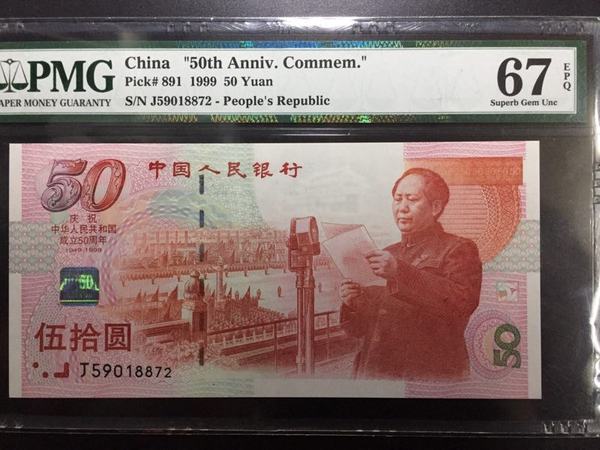 PMG
PAPER MONEY GUARANTY
China "50th Anniv. Commem."
Pick# 891 1999 50 Yuan
S/N J59018872 - People's Republic
67
EPQ
Superb Gem Unc
50
中国人民银行
庆祝
中华人民共和国
成立50周年
1949-1999
50
伍拾圆
J59018872
50